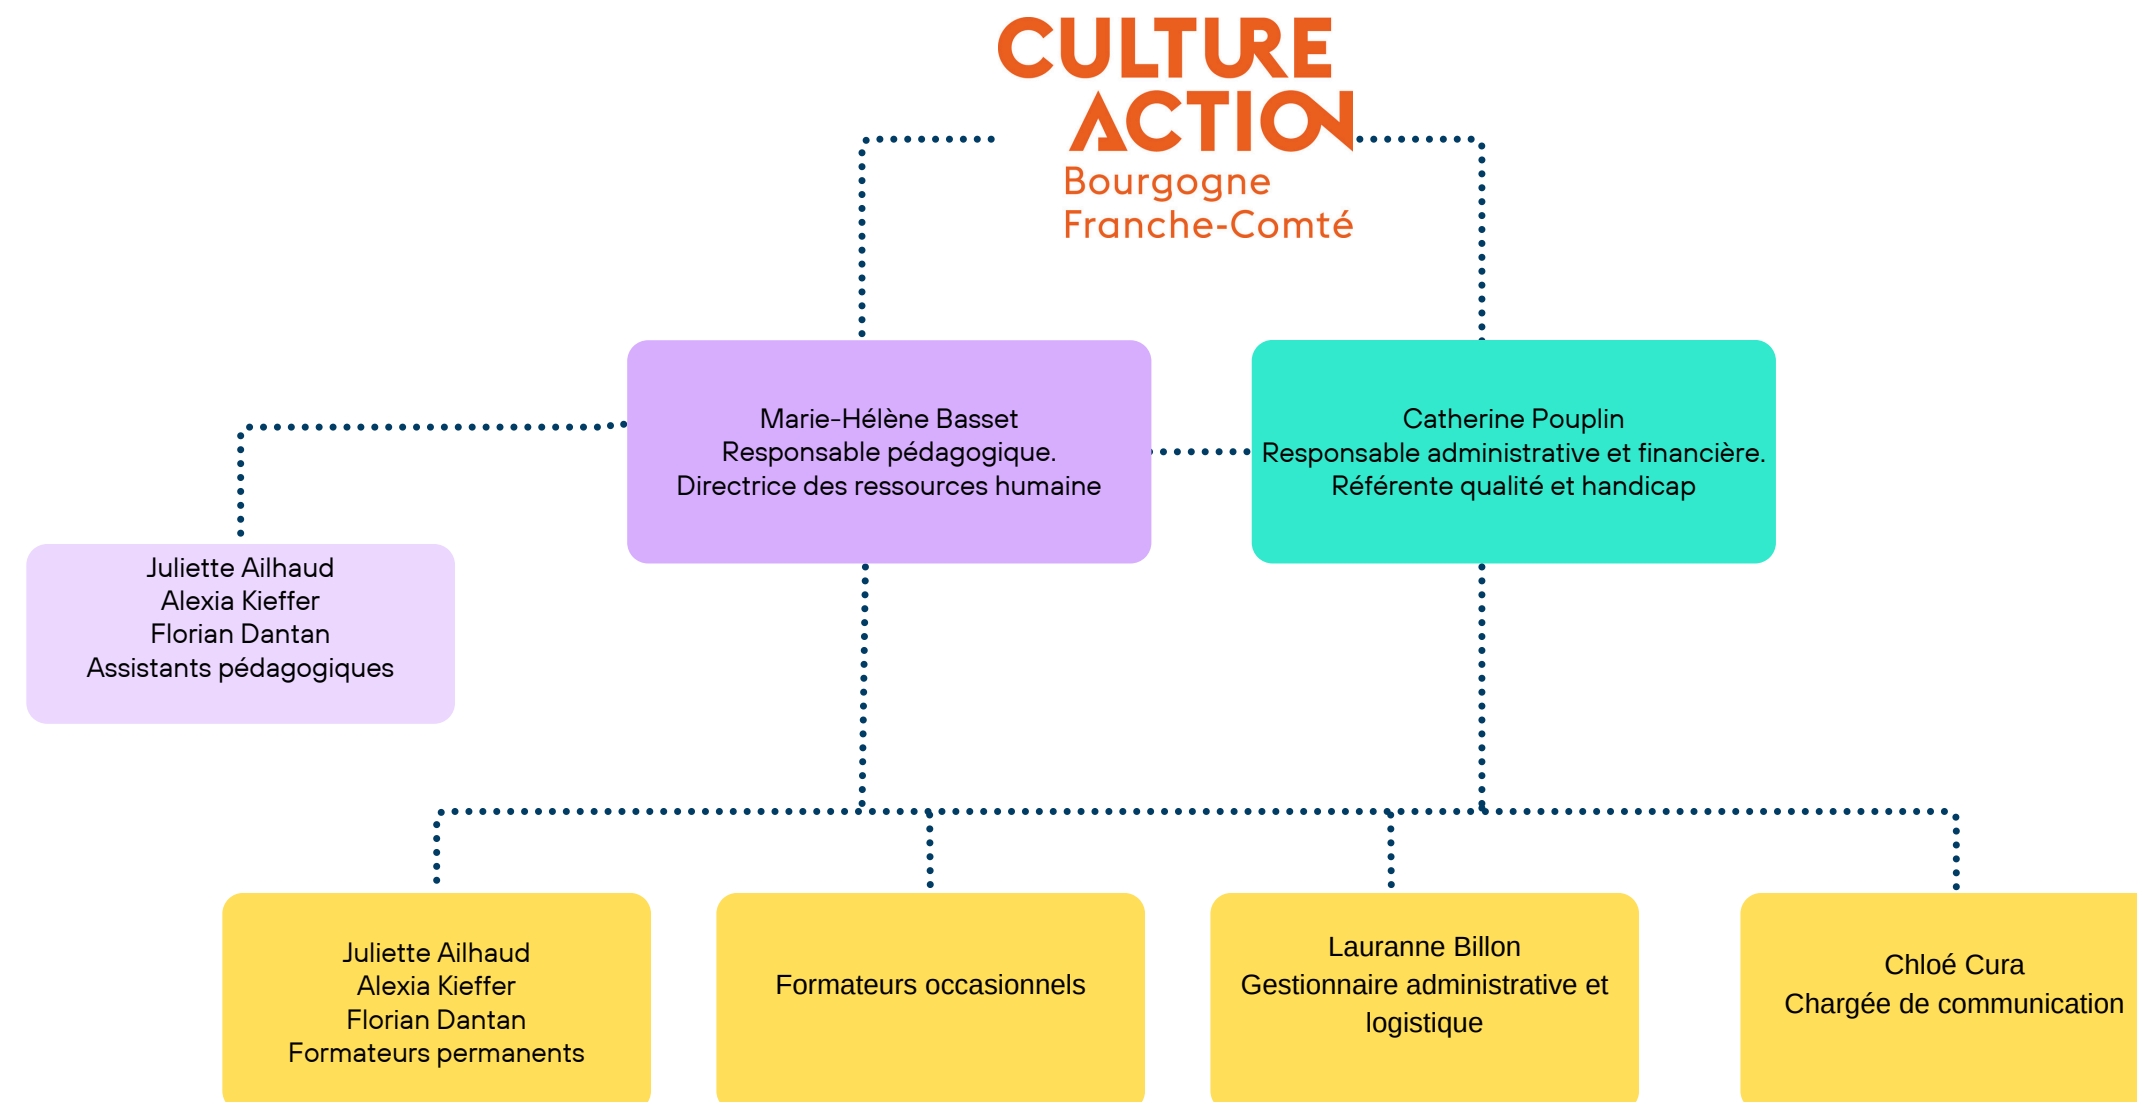 CULTURE
ACTION
Bourgogne
Franche-Comté
Marie-Hélène Basset
Responsable pédagogique.
Directrice des ressources humaine
Catherine Pouplin
Responsable administrative et financière.
Référente qualité et handicap
Juliette Ailhaud
Alexia Kieffer
Florian Dantan
Assistants pédagogiques
Juliette Ailhaud
Alexia Kieffer
Florian Dantan
Formateurs permanents
Formateurs occasionnels
Lauranne Billon
Gestionnaire administrative et
logistique
Chloé Cura
Chargée de communication